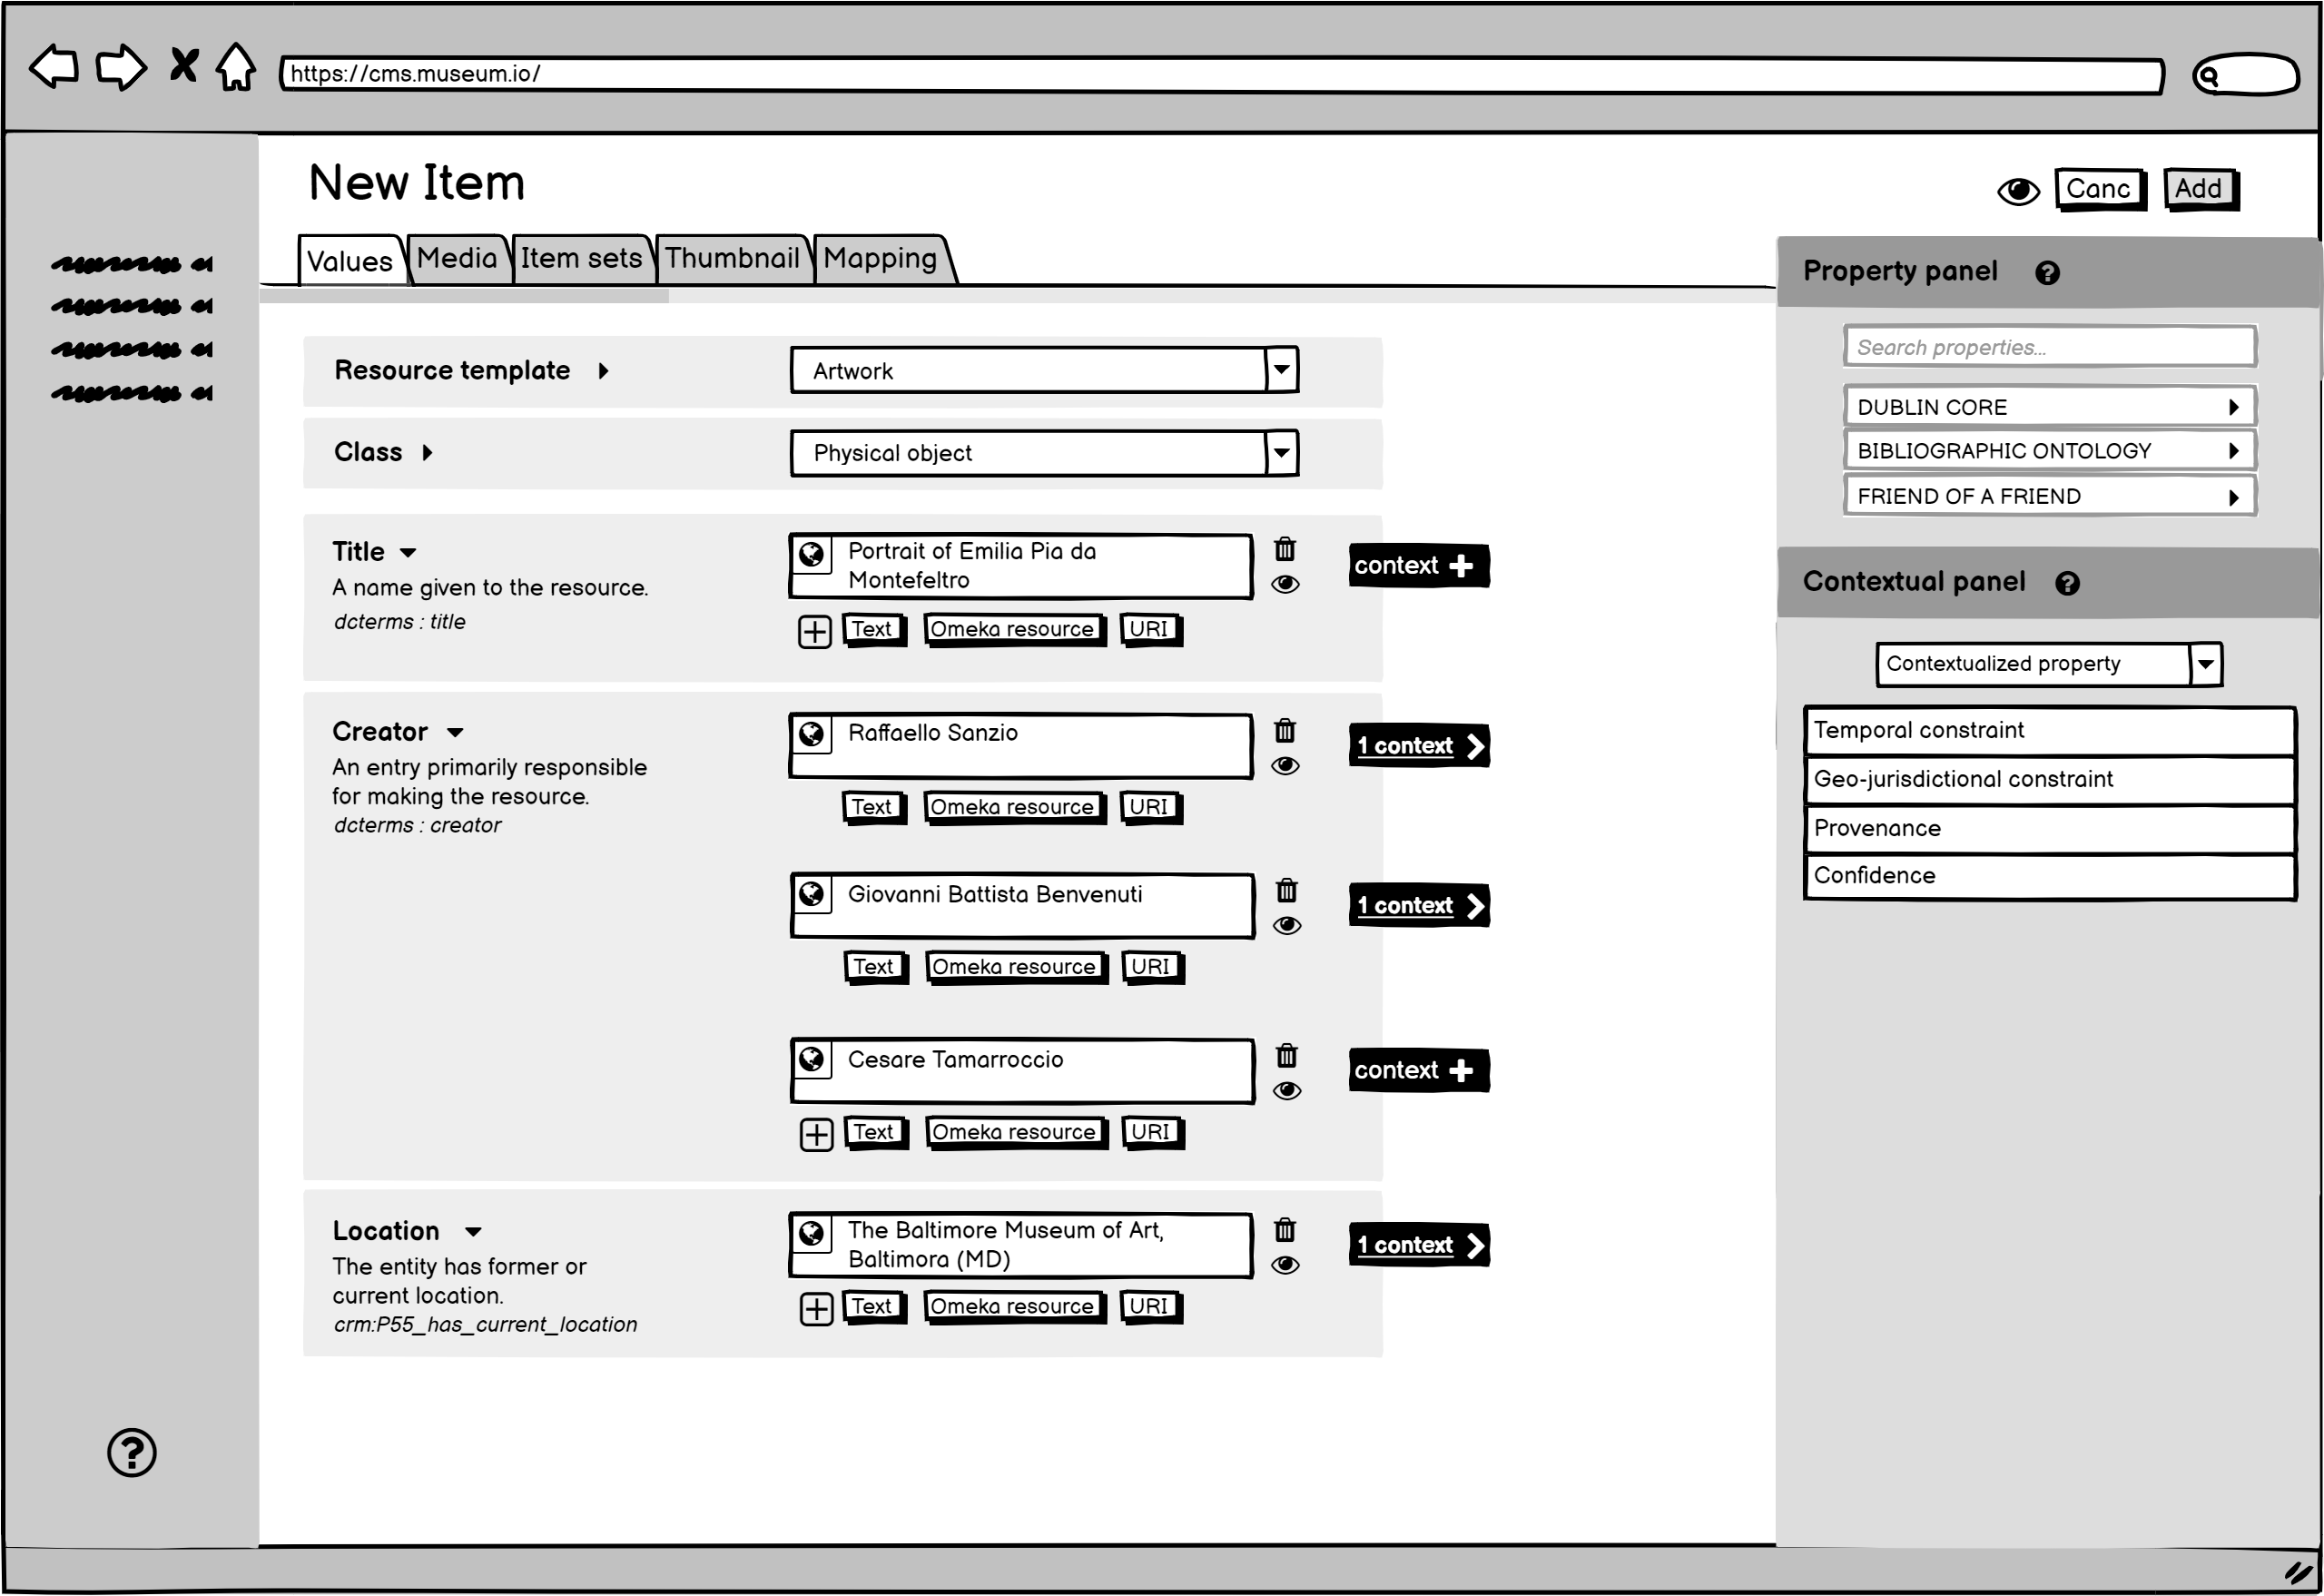 https://cms.museum.io/
New Item
Canc
Add
Values
Media
Item sets
Thumbnail
Mapping
Resource template
Artwork
Class
Physical object
Title
A name given to the resource.
dcterms : title
Portrait of Emilia Pia da
Montefeltro
context
Text
Omeka resource
URI
Creator
An entry primarily responsible
for making the resource.
dcterms : creator
Raffaello Sanzio
1 context
Text
Omeka resource
URI
Giovanni Battista Benvenuti
1 context
Text
Omeka resource
URI
Cesare Tamarroccio
context
Text
Omeka resource
URI
Location
The entity has former or
current location.
crm:P55_has_current_location
The Baltimore Museum of Art,
Baltimora (MD)
1 context
Text
Omeka resource
URI
Property panel
Search properties...
DUBLIN CORE
BIBLIOGRAPHIC ONTOLOGY
FRIEND OF A FRIEND
Contextual panel
Contextualized property
Temporal constraint
Geo-jurisdictional constraint
Provenance
Confidence